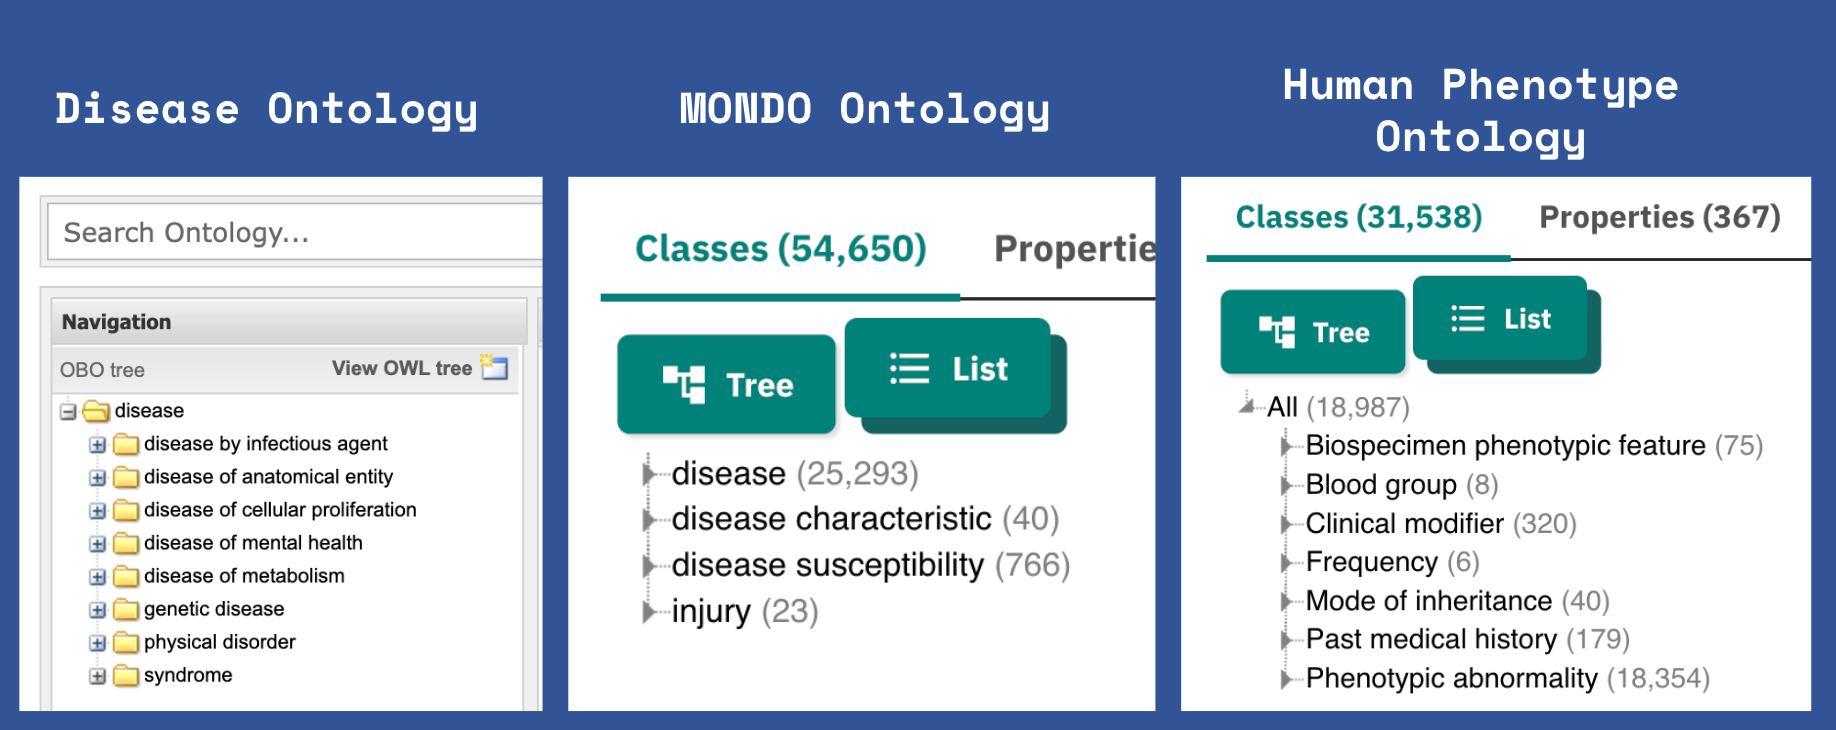 Disease Ontology
Search Ontology...
Navigation
OBO tree View OWL tree
disease
disease by infectious agent
disease of anatomical entity
disease of cellular proliferation
disease of mental health
disease of metabolism
genetic disease
physical disorder
syndrome
MONDO Ontology
Classes (54,650) Propertie
Tree List
disease (25,293)
disease characteristic (40)
disease susceptibility (766)
injury (23)
Human Phenotype
Ontology
Classes (31,538) Properties (367)
Tree List
All (18,987)
Biospecimen phenotypic feature (75)
Blood group (8)
Clinical modifier (320)
Frequency (6)
Mode of inheritance (40)
Past medical history (179)
Phenotypic abnormality (18,354)